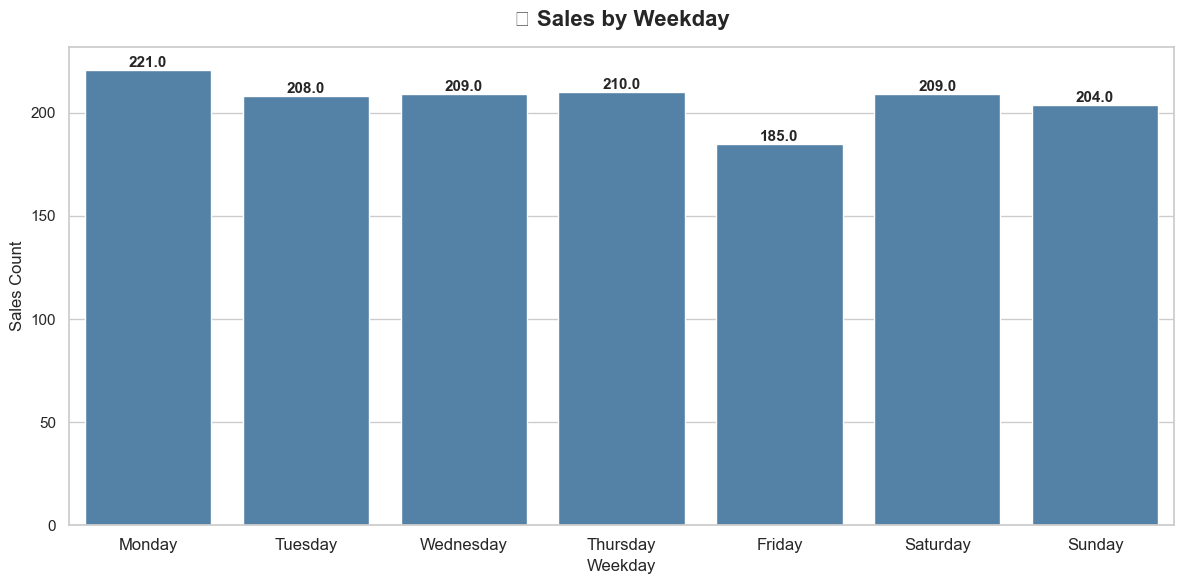 Sales by Weekday
221.0
208.0
209.0
210.0
185.0
209.0
204.0
200
150
100
50
0
Sales Count
Monday
Tuesday
Wednesday
Thursday
Friday
Saturday
Sunday
Weekday